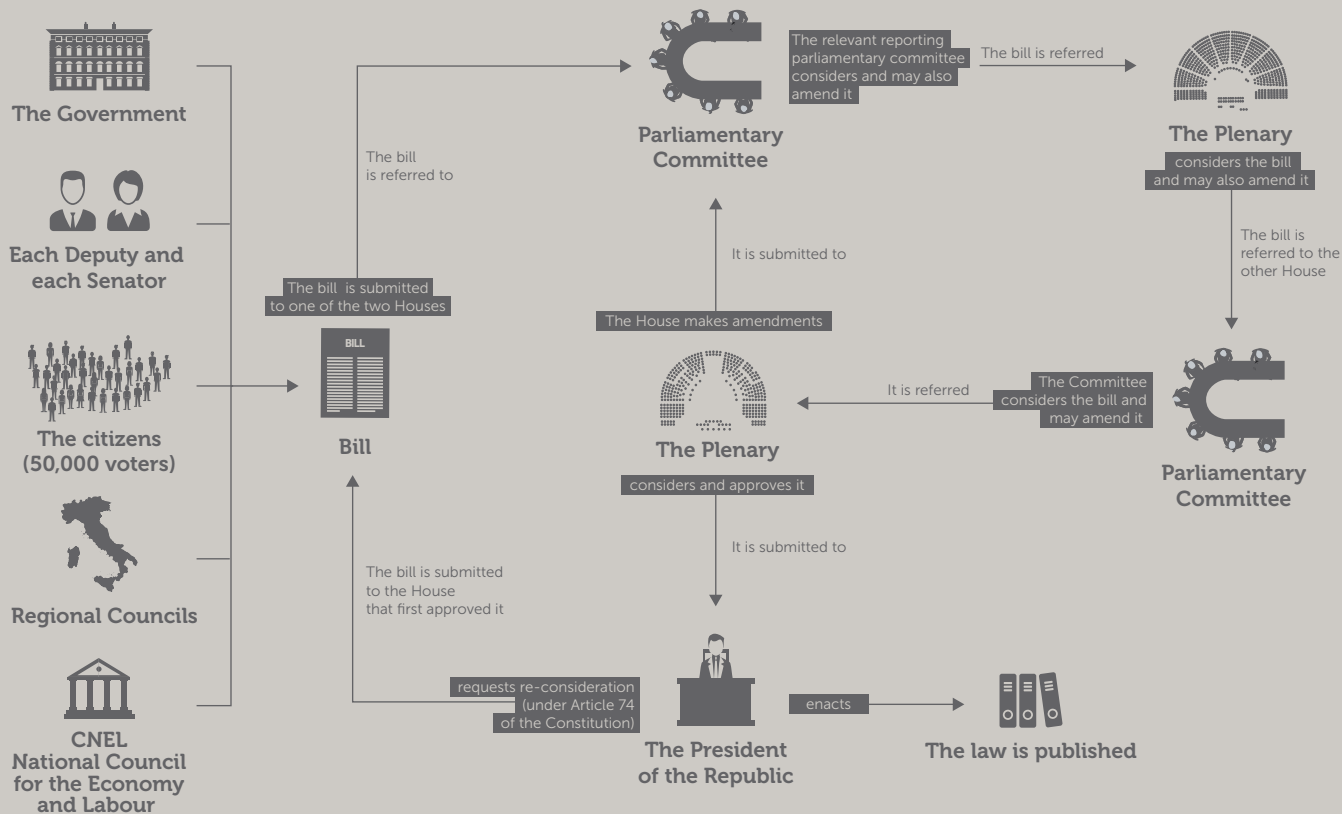 The Government
Each Deputy and
each Senator
The citizens
(50,000 voters)
Regional Councils
CNEL
National Council
for the Economy
and Labour
The bill is submitted
to one of the two Houses
BILL
Bill
The bill
is referred to
Parliamentary
Committee
The relevant reporting
parliamentary committee
considers and may also
amend it
The bill is referred
The Plenary
considers the bill
and may also amend it
The bill is
referred to the
other House
Parliamentary
Committee
The Committee
considers the bill and
may amend it
It is referred
The Plenary
The House makes amendments
It is submitted to
considers and approves it
It is submitted to
The President
of the Republic
requests re-consideration
(under Article 74
of the Constitution)
The bill is submitted
to the House
that first approved it
enacts
The law is published